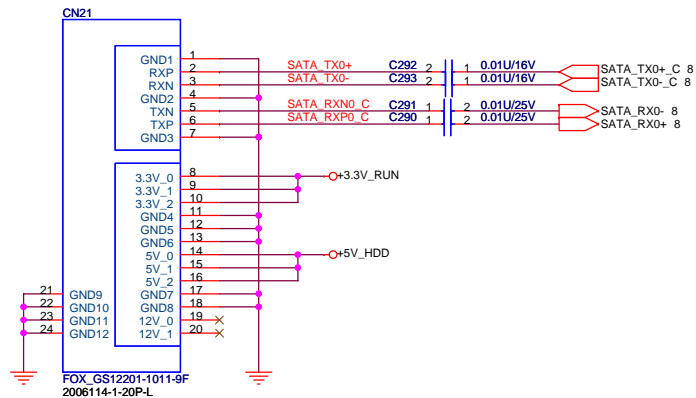 CN21
GND1 1
RXP 2 SATA_TX0+ C292 2 1 0.01U/16V SATA_TX0+_C 8
RXN 3 SATA_TX0- C293 2 1 0.01U/16V SATA_TX0-_C 8
GND2 4
TXN 5 SATA_RXN0_C C291 1 2 0.01U/25V SATA_RX0- 8
TXP 6 SATA_RXP0_C C290 1 2 0.01U/25V SATA_RX0+ 8
GND3 7
3.3V_0 8 +3.3V_RUN
3.3V_1 9
3.3V_2 10
GND4 11
GND5 12
GND6 13
5V_0 14 +5V_HDD
5V_1 15
5V_2 16
GND7 17
21 GND9
GND8 18
22 GND10
12V_0 19
23 GND11
12V_1 20
24 GND12
FOX_GS12201-1011-9F
2006114-1-20P-L